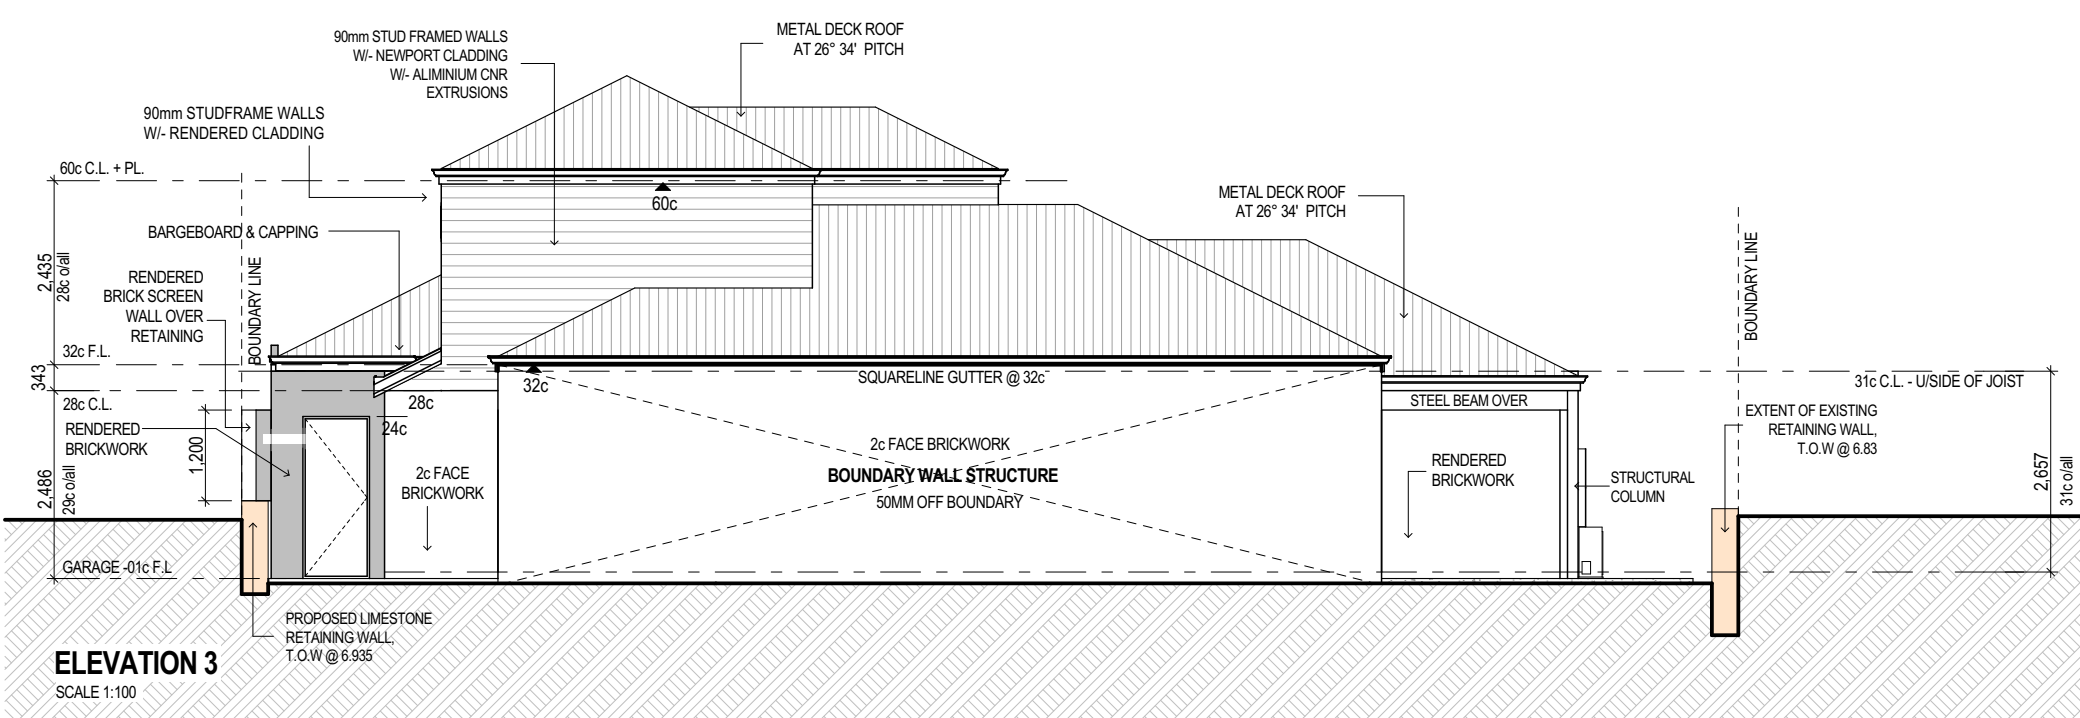 METAL DECK ROOF
AT 26° 34' PITCH
90mm STUD FRAMED WALLS
W/- NEWPORT CLADDING
W/- ALIMINIUM CNR
EXTRUSIONS
90mm STUDFRAME WALLS
W/- RENDERED CLADDING
60c C.L. + PL.
60c
METAL DECK ROOF
AT 26° 34' PITCH
BARGEBOARD & CAPPING
2,435
28c o/all
RENDERED
BRICK SCREEN
WALL OVER
RETAINING
BOUNDARY LINE
BOUNDARY LINE
32c F.L.
343
32c
SQUARELINE GUTTER @ 32c
31c C.L. - U/SIDE OF JOIST
28c C.L.
28c
24c
STEEL BEAM OVER
EXTENT OF EXISTING
RETAINING WALL,
T.O.W @ 6.83
RENDERED
BRICKWORK
1,200
2,486
29c o/all
2c FACE
BRICKWORK
2c FACE BRICKWORK
BOUNDARY WALL STRUCTURE
50MM OFF BOUNDARY
RENDERED
BRICKWORK
STRUCTURAL
COLUMN
2,657
31c o/all
GARAGE -01c F.L
PROPOSED LIMESTONE
RETAINING WALL,
T.O.W @ 6.935
ELEVATION 3
SCALE 1:100